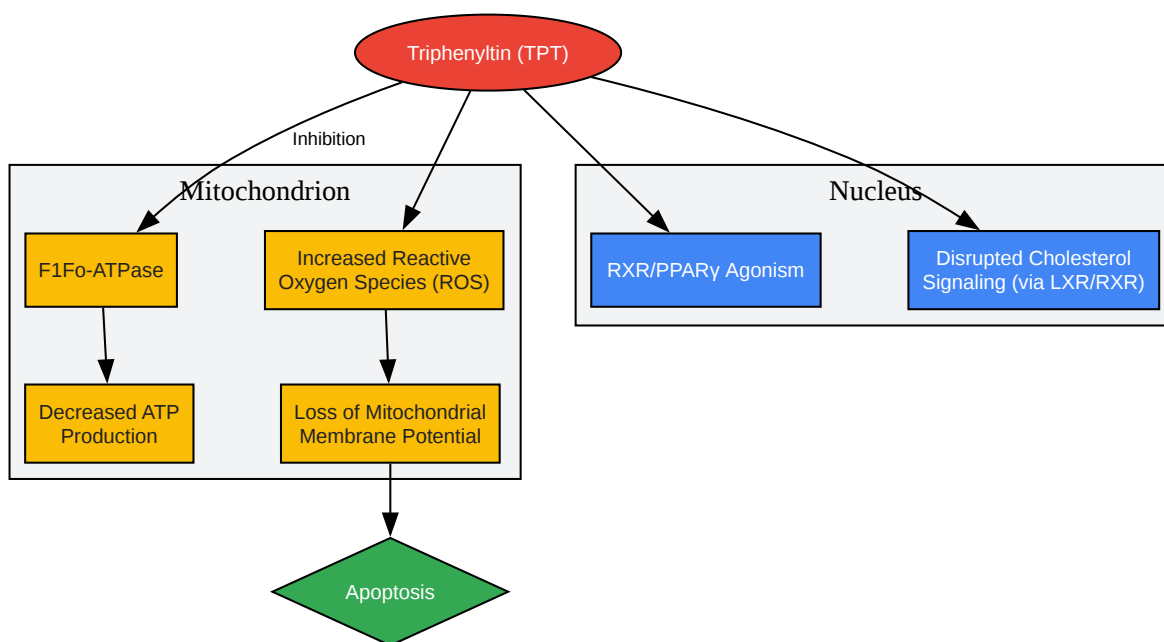 Triphenyltin (TPT)
Inhibition
Mitochondrion
Nucleus
F1Fo-ATPase
Increased Reactive
Oxygen Species (ROS)
RXR/PPARγ Agonism
Disrupted Cholesterol
Signaling (via LXR/RXR)
Decreased ATP
Production
Loss of Mitochondrial
Membrane Potential
Apoptosis